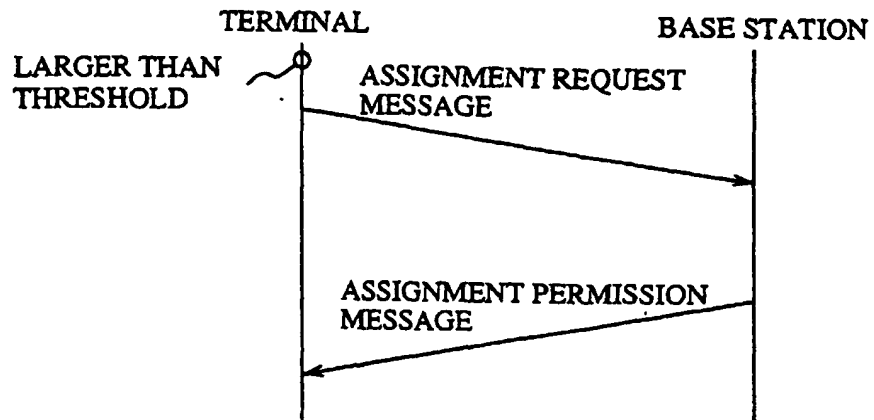 TERMINAL
BASE STATION
LARGER THAN
THRESHOLD
ASSIGNMENT REQUEST
MESSAGE
ASSIGNMENT PERMISSION
MESSAGE